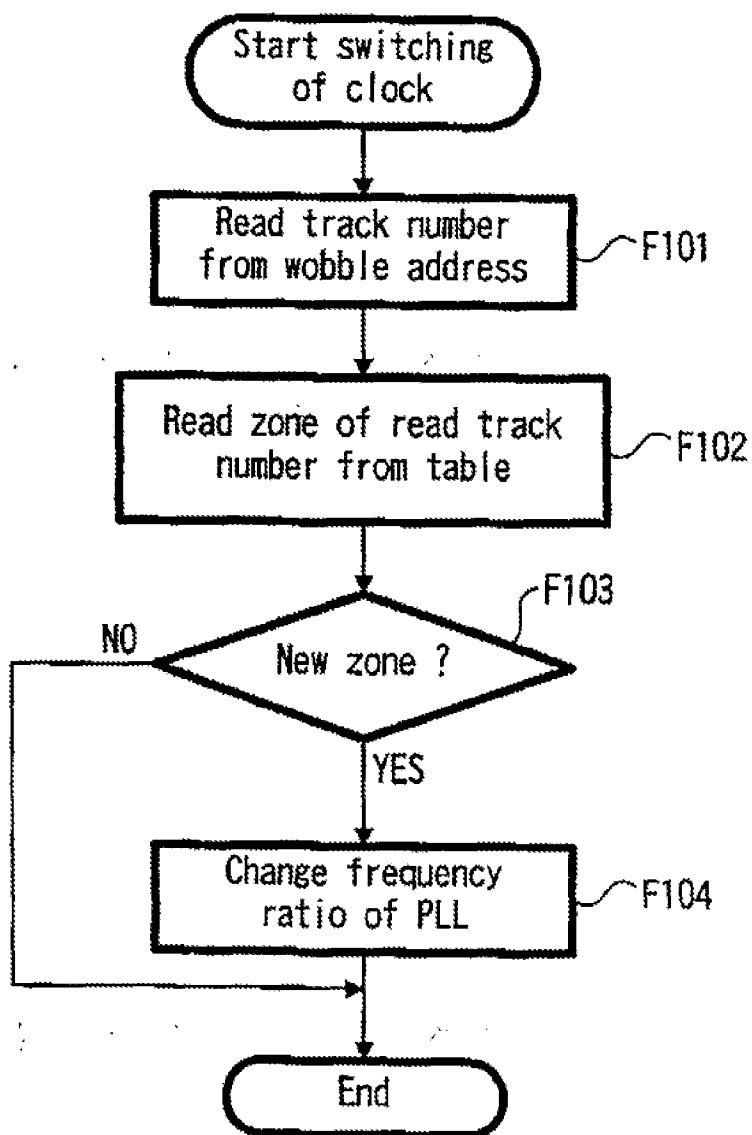 Start switching
of clock
Read track number
from wobble address
F101
Read zone of read track
number from table
F102
F103
NO
New zone ?
YES
Change frequency
ratio of PLL
F104
End